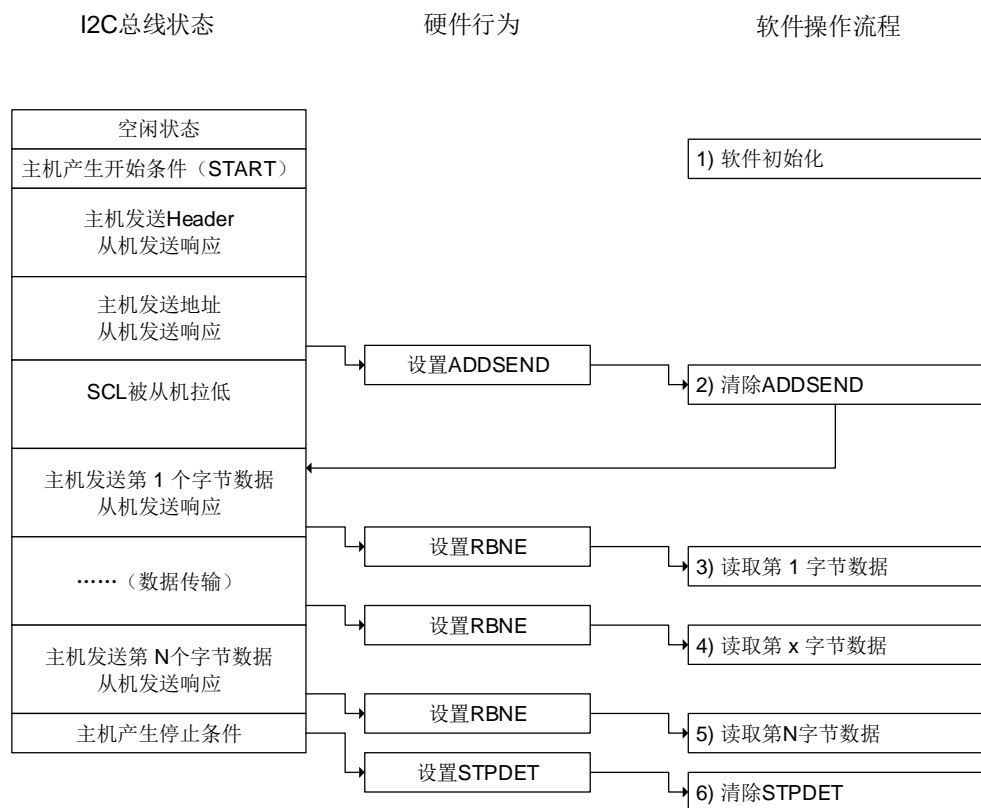 I2C总线状态
硬件行为
软件操作流程
空闲状态
主机产生开始条件（START）
1) 软件初始化
主机发送Header
从机发送响应
主机发送地址
从机发送响应
设置ADDSEND
SCL被从机拉低
2) 清除ADDSEND
主机发送第 1 个字节数据
从机发送响应
设置RBNE
3) 读取第 1 字节数据
……（数据传输）
设置RBNE
4) 读取第 x 字节数据
主机发送第 N个字节数据
从机发送响应
设置RBNE
5) 读取第N字节数据
主机产生停止条件
设置STPDET
6) 清除STPDET